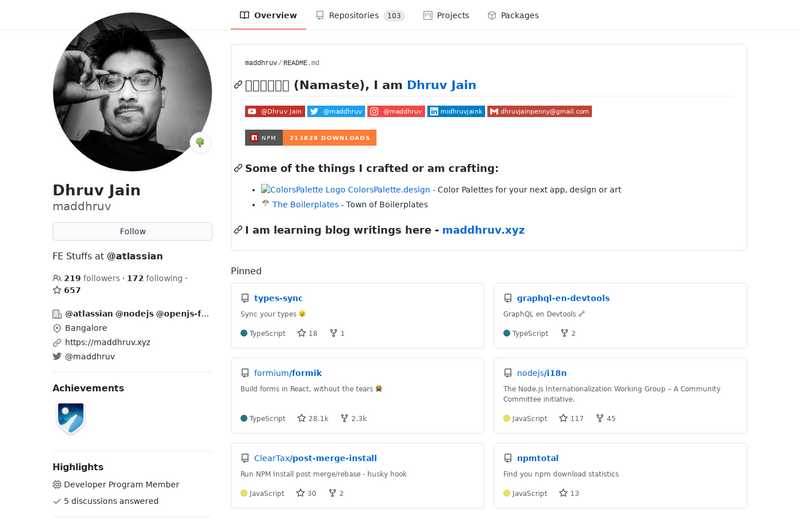 Overview
Repositories 103
Projects
Packages
Dhruv Jain
maddhruv
Follow
FE Stuffs at @atlassian
219 followers · 172 following ·
657
@atlassian @nodejs @openjs-f...
Bangalore
https://maddhruv.xyz
@maddhruv
Achievements
Highlights
Developer Program Member
5 discussions answered
maddhruv/README.md
(Namaste), I am Dhruv Jain
@Dhruv Jain @maddhruv @maddhruv midhruvjaink dhruvjainpenny@gmail.com
NPM 213828 DOWNLOADS
Some of the things I crafted or am crafting:
ColorsPalette Logo ColorsPalette.design - Color Palettes for your next app, design or art
The Boilerplates - Town of Boilerplates
I am learning blog writings here - maddhruv.xyz
Pinned
types-sync
Sync your types
TypeScript 18 1
graphql-en-devtools
GraphQL en Devtools
TypeScript 2
formium/formik
Build forms in React, without the tears
TypeScript 28.1k 2.3k
nodejs/i18n
The Node.js Internationalization Working Group – A Community
Committee initiative.
JavaScript 117 45
ClearTax/post-merge-install
Run NPM Install post merge/rebase - husky hook
JavaScript 30 2
npmtotal
Find you npm download statistics
JavaScript 13